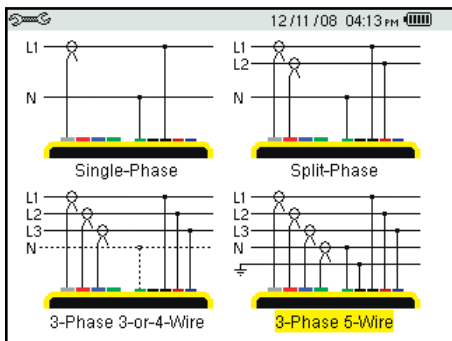 12/11/08 04:13 PM
L1
N
Single-Phase
L1
L2
N
Split-Phase
L1
L2
L3
N
3-Phase 3-or-4-Wire
L1
L2
L3
N
3-Phase 5-Wire